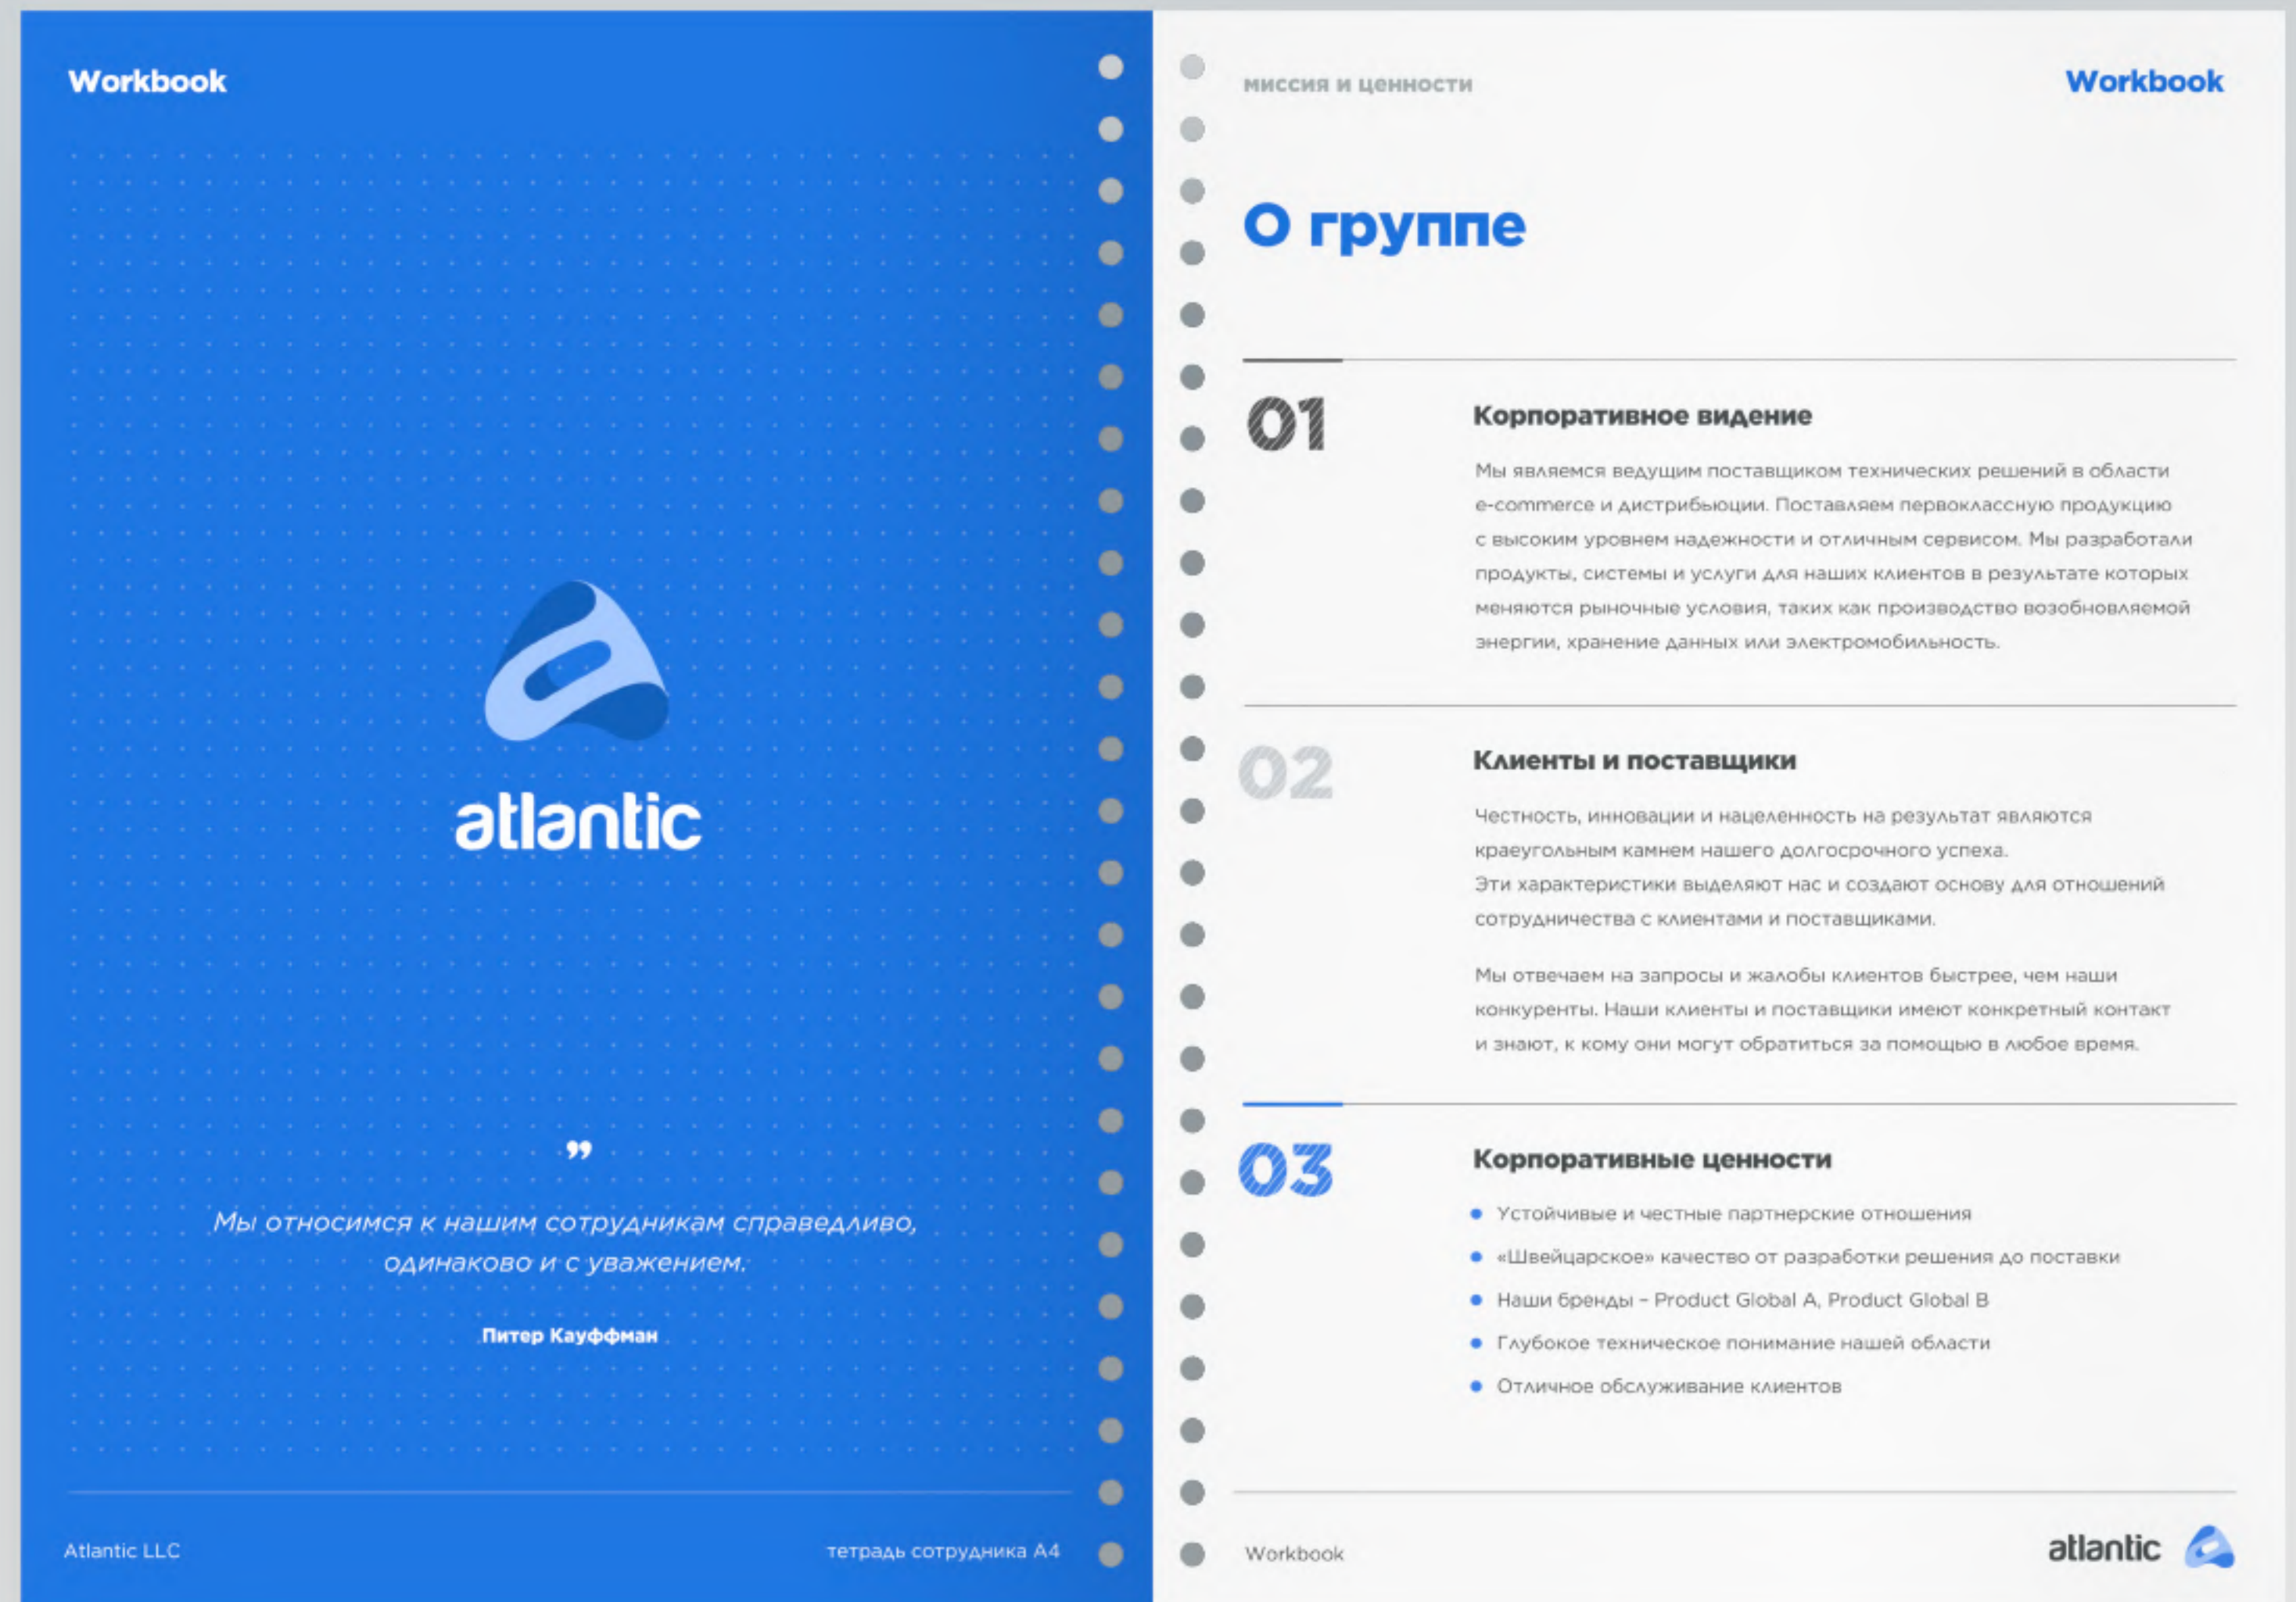 Workbook
atlantic
”
Мы относимся к нашим сотрудникам справедливо,
одинаково и с уважением.
Питер Кауффман
Atlantic LLC
тетрадь сотрудника А4
миссия и ценности
Workbook
О группе
01
Корпоративное видение
Мы являемся ведущим поставщиком технических решений в области
e-commerce и дистрибьюции. Поставляем первоклассную продукцию
с высоким уровнем надежности и отличным сервисом. Мы разработали
продукты, системы и услуги для наших клиентов в результате которых
меняются рыночные условия, таких как производство возобновляемой
энергии, хранение данных или электромобильность.
02
Клиенты и поставщики
Честность, инновации и нацеленность на результат являются
краеугольным камнем нашего долгосрочного успеха.
Эти характеристики выделяют нас и создают основу для отношений
сотрудничества с клиентами и поставщиками.
Мы отвечаем на запросы и жалобы клиентов быстрее, чем наши
конкуренты. Наши клиенты и поставщики имеют конкретный контакт
и знают, к кому они могут обратиться за помощью в любое время.
03
Корпоративные ценности
Устойчивые и честные партнерские отношения
«Швейцарское» качество от разработки решения до поставки
Наши бренды – Product Global A, Product Global B
Глубокое техническое понимание нашей области
Отличное обслуживание клиентов
Workbook
atlantic